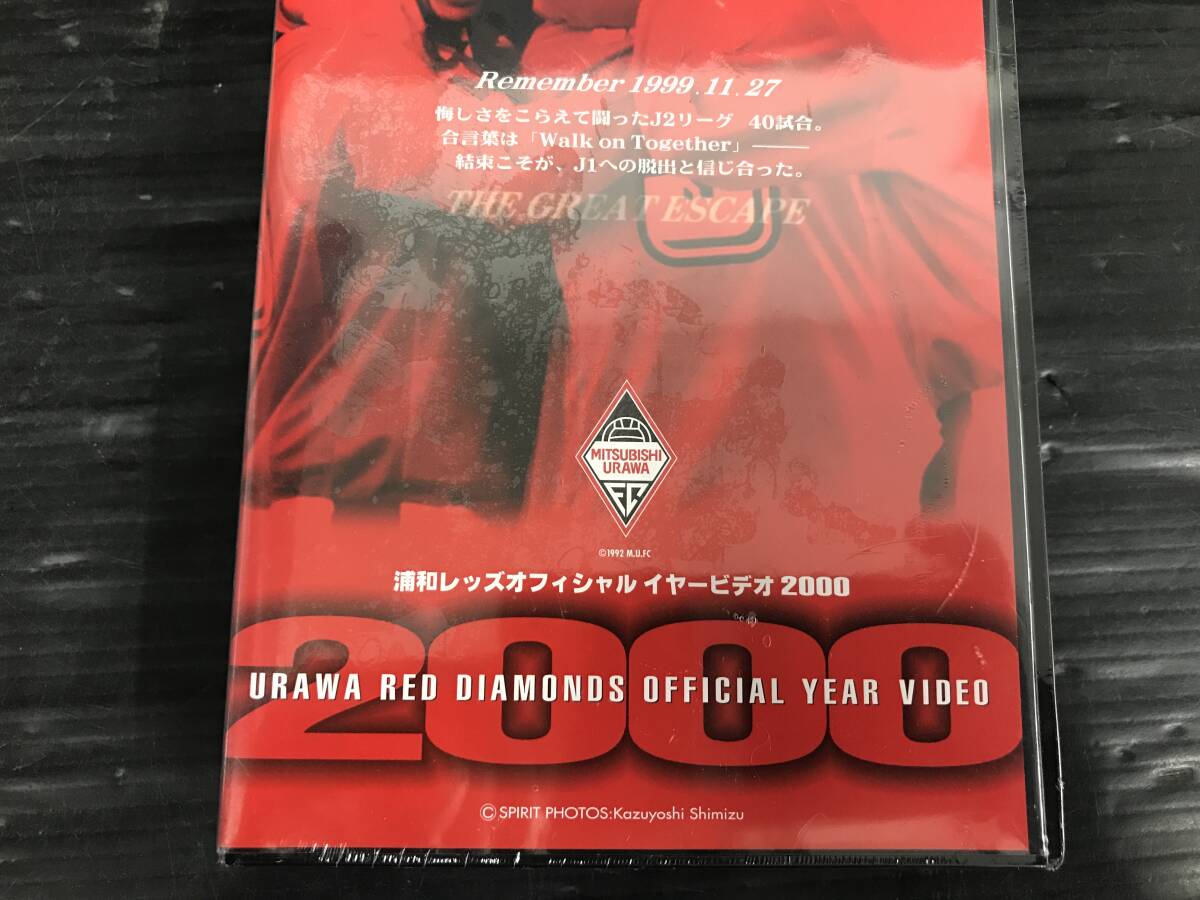 Remember 1999.11.27
悔しさをこらえて闘ったJ2リーグ 40試合。
合言葉は「Walk on Together」———
結束こそが、J1への脱出と信じ合った。
THE GREAT ESCAPE
MITSUBISHI
URAWA
FC
©1992 M.U.FC
浦和レッズオフィシャル イヤービデオ 2000
2000
URAWA RED DIAMONDS OFFICIAL YEAR VIDEO
©SPIRIT PHOTOS:Kazuyoshi Shimizu